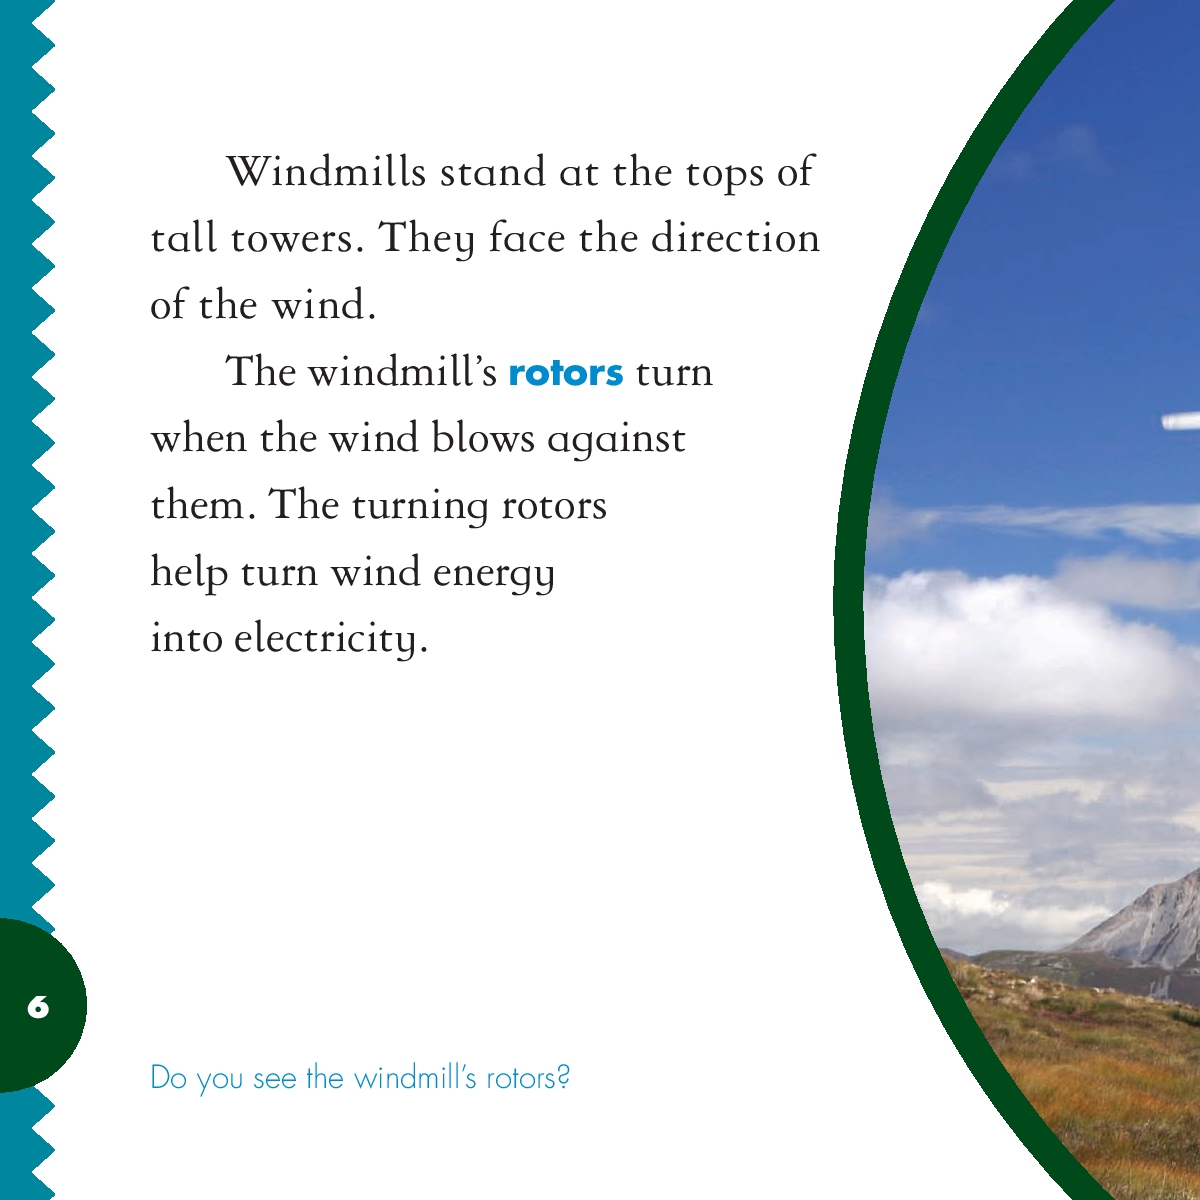 Windmills stand at the tops of
tall towers. They face the direction
of the wind.
The windmill’s rotors turn
when the wind blows against
them. The turning rotors
help turn wind energy
into electricity.
6
Do you see the windmill’s rotors?